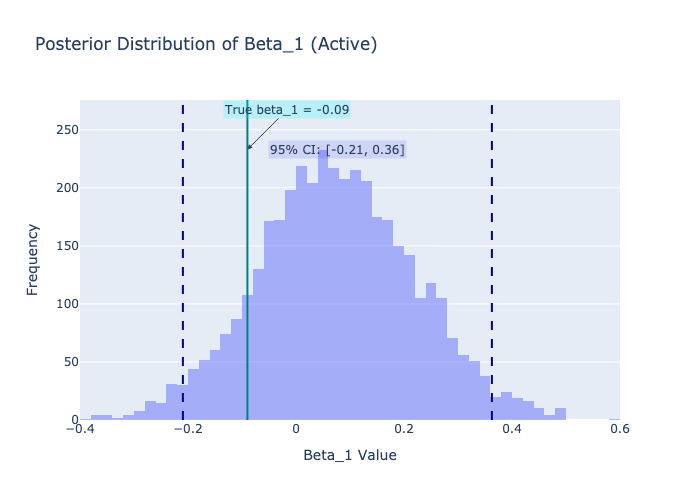 Posterior Distribution of Beta_1 (Active)
True beta_1 = -0.09
95% CI: [-0.21, 0.36]
250
200
150
100
50
0
Frequency
−0.4 −0.2 0 0.2 0.4 0.6
Beta_1 Value